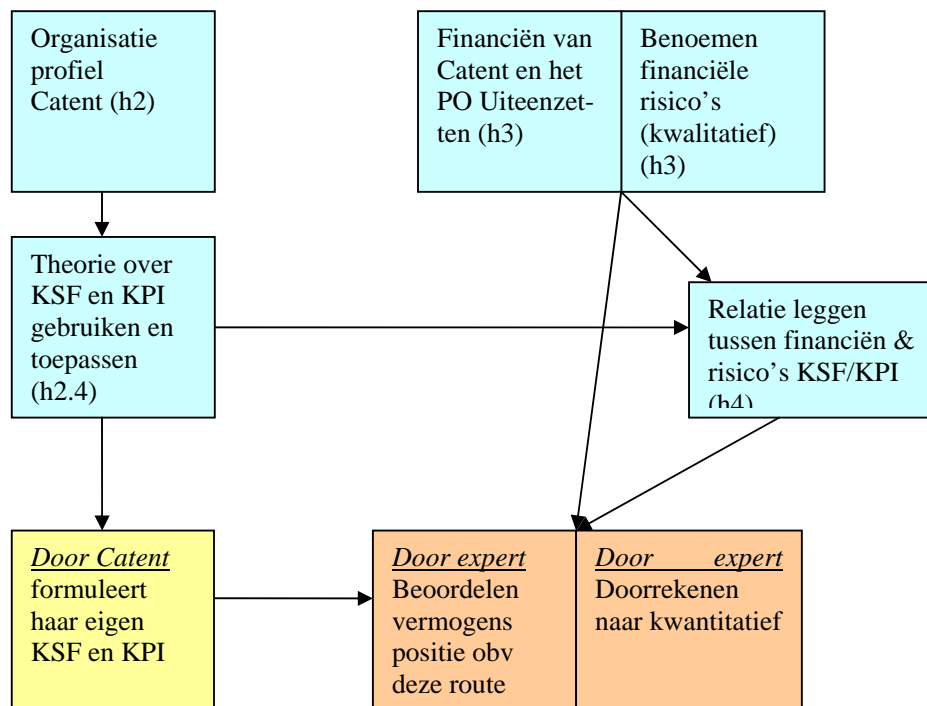 Organisatie
profiel
Catent (h2)
Financiën van
Catent en het
PO Uiteenzet-
ten (h3)
Benoemen
financiële
risico's
(kwalitatief)
(h3)
Theorie over
KSF en KPI
gebruiken en
toepassen
(h2.4)
Relatie leggen
tussen financiën &
risico's KSF/KPI
(h4)
Door Catent
formuleert
haar eigen
KSF en KPI
Door expert
Beoordelen
vermogens
positie obv
deze route
Door expert
Doorrekenen
naar kwantitatief